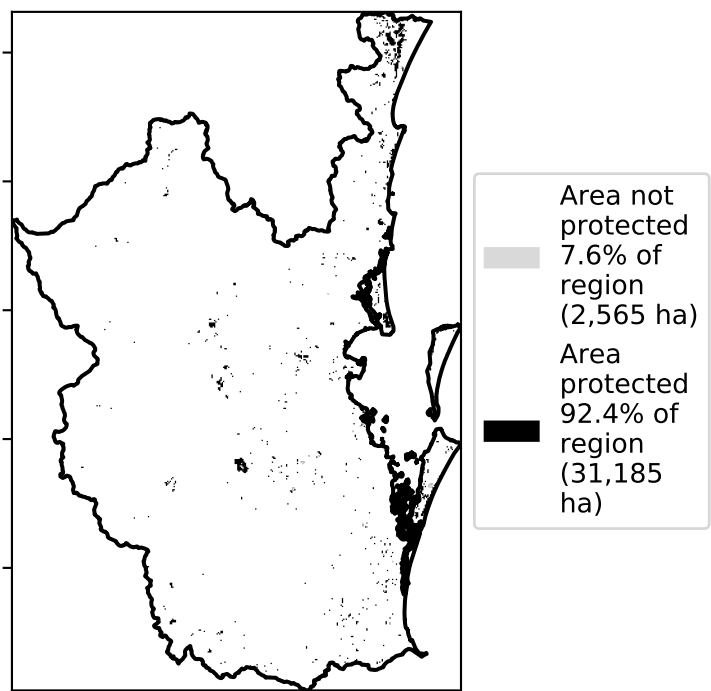 Area not
protected
7.6% of
region
(2,565 ha)
Area
protected
92.4% of
region
(31,185
ha)